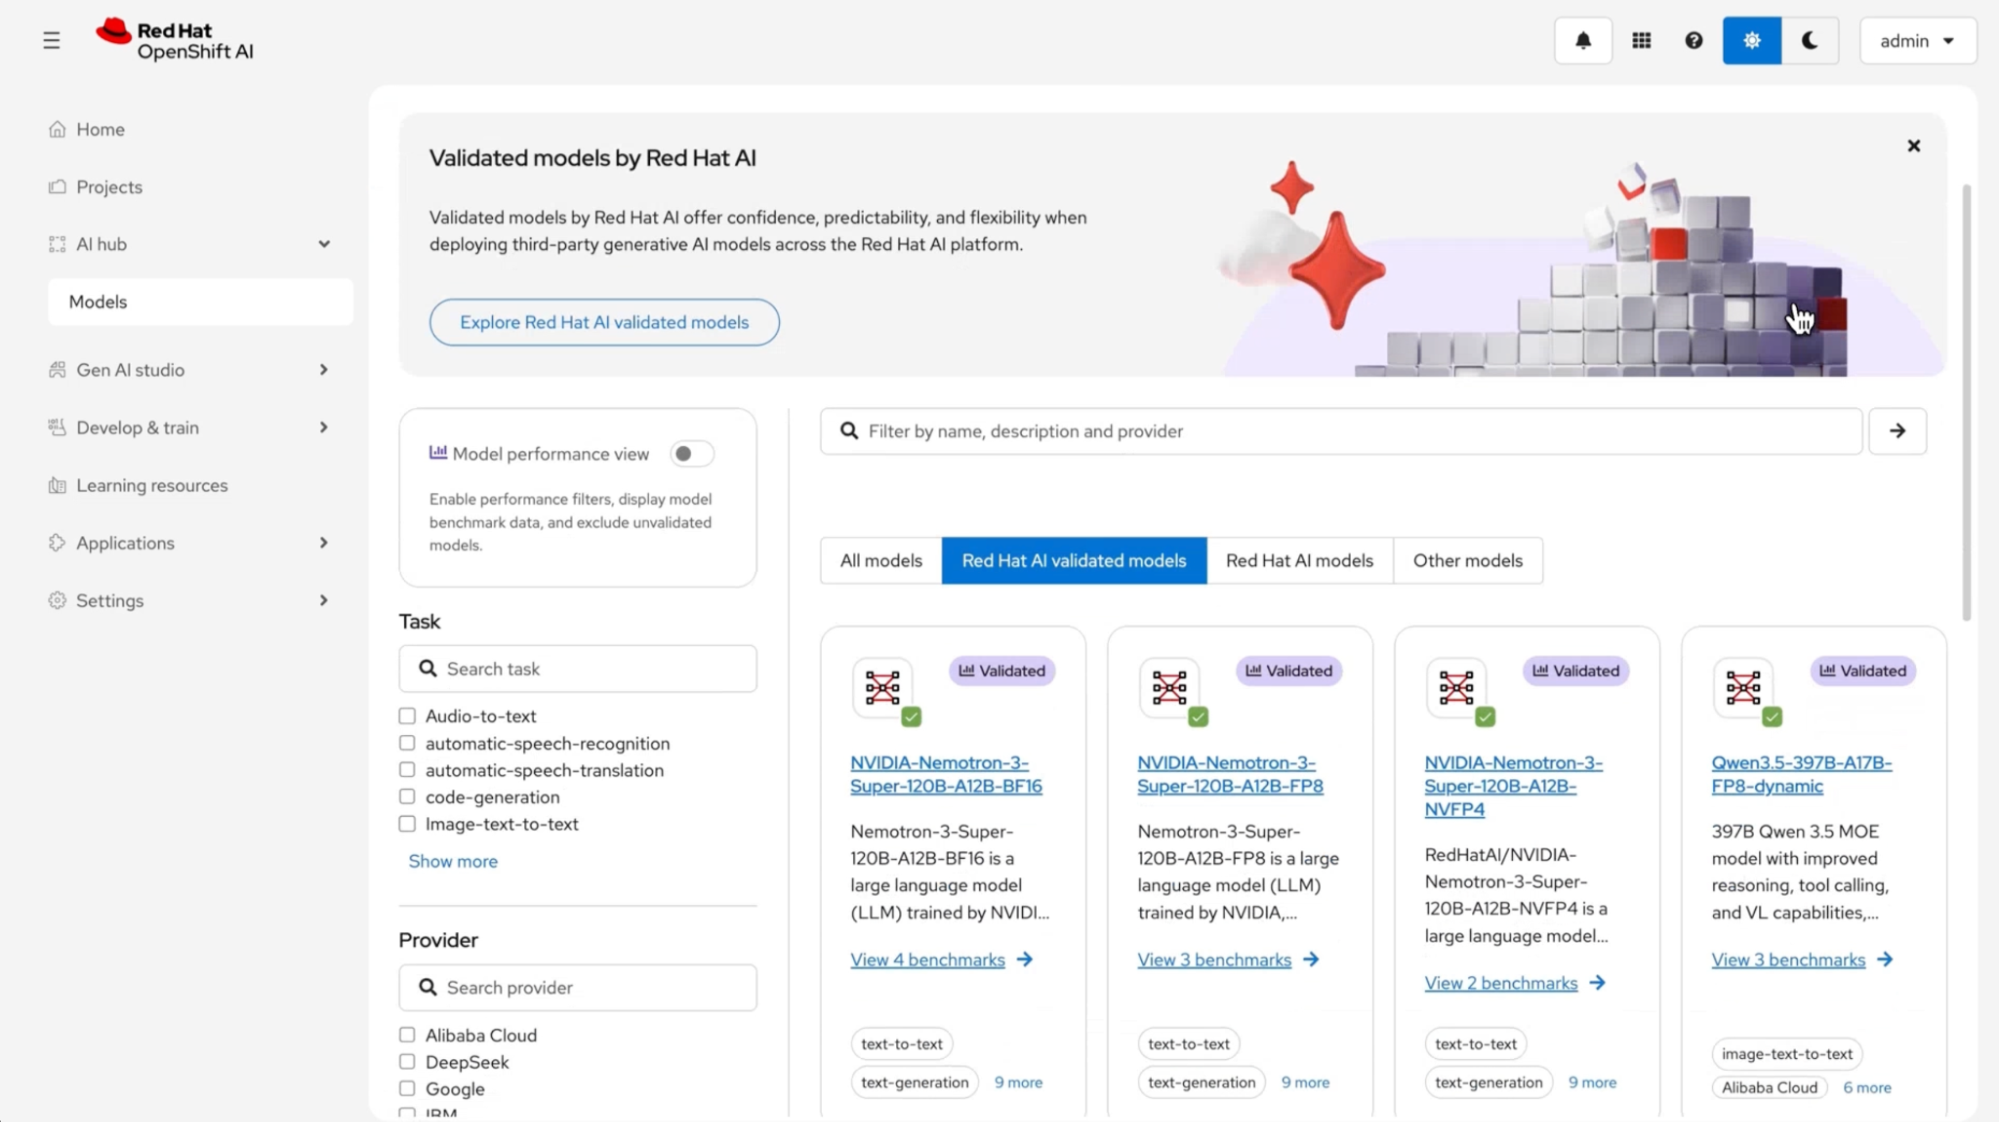 Red Hat
OpenShift AI
admin
Home
Projects
AI hub
Models
Gen AI studio
Develop & train
Learning resources
Applications
Settings
Validated models by Red Hat AI
Validated models by Red Hat AI offer confidence, predictability, and flexibility when
deploying third-party generative AI models across the Red Hat AI platform.
Explore Red Hat AI validated models
Model performance view
Enable performance filters, display model
benchmark data, and exclude unvalidated
models.
Task
Search task
Audio-to-text
automatic-speech-recognition
automatic-speech-translation
code-generation
Image-text-to-text
Show more
Provider
Search provider
Alibaba Cloud
DeepSeek
Google
IBM
Filter by name, description and provider
All models
Red Hat AI validated models
Red Hat AI models
Other models
Validated
NVIDIA-Nemotron-3-
Super-120B-A12B-BF16
Nemotron-3-Super-
120B-A12B-BF16 is a
large language model
(LLM) trained by NVIDI...
View 4 benchmarks
text-to-text
text-generation 9 more
Validated
NVIDIA-Nemotron-3-
Super-120B-A12B-FP8
Nemotron-3-Super-
120B-A12B-FP8 is a large
language model (LLM)
trained by NVIDIA,...
View 3 benchmarks
text-to-text
text-generation 9 more
Validated
NVIDIA-Nemotron-3-
Super-120B-A12B-
NVFP4
RedHatAI/NVIDIA-
Nemotron-3-Super-
120B-A12B-NVFP4 is a
large language model...
View 2 benchmarks
text-to-text
text-generation 9 more
Validated
Qwen3.5-397B-A17B-
FP8-dynamic
397B Qwen 3.5 MOE
model with improved
reasoning, tool calling,
and VL capabilities,...
View 3 benchmarks
image-text-to-text
Alibaba Cloud 6 more